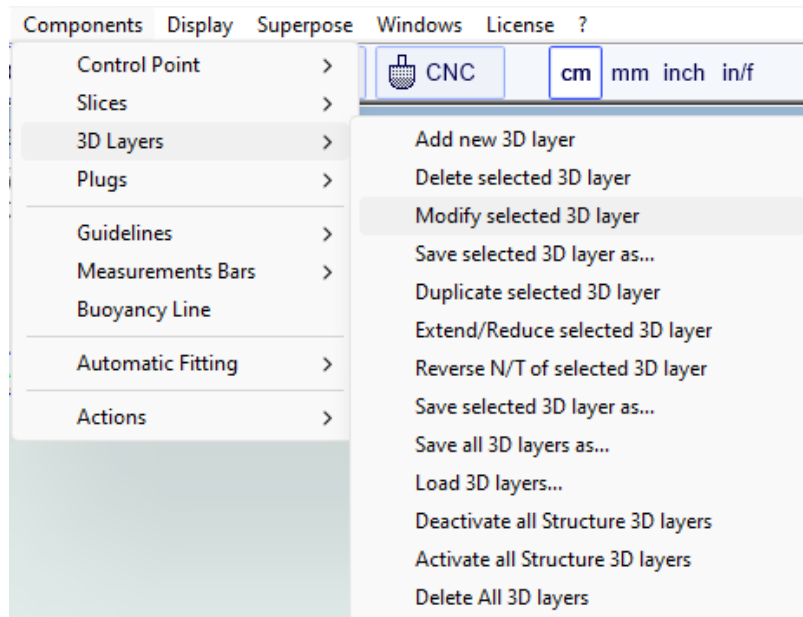 Components Display Superpose Windows License ?
CNC cm mm inch in/f
Control Point
Slices
3D Layers
Plugs
Guidelines
Measurements Bars
Buoyancy Line
Automatic Fitting
Actions
Add new 3D layer
Delete selected 3D layer
Modify selected 3D layer
Save selected 3D layer as...
Duplicate selected 3D layer
Extend/Reduce selected 3D layer
Reverse N/T of selected 3D layer
Save selected 3D layer as...
Save all 3D layers as...
Load 3D layers...
Deactivate all Structure 3D layers
Activate all Structure 3D layers
Delete All 3D layers